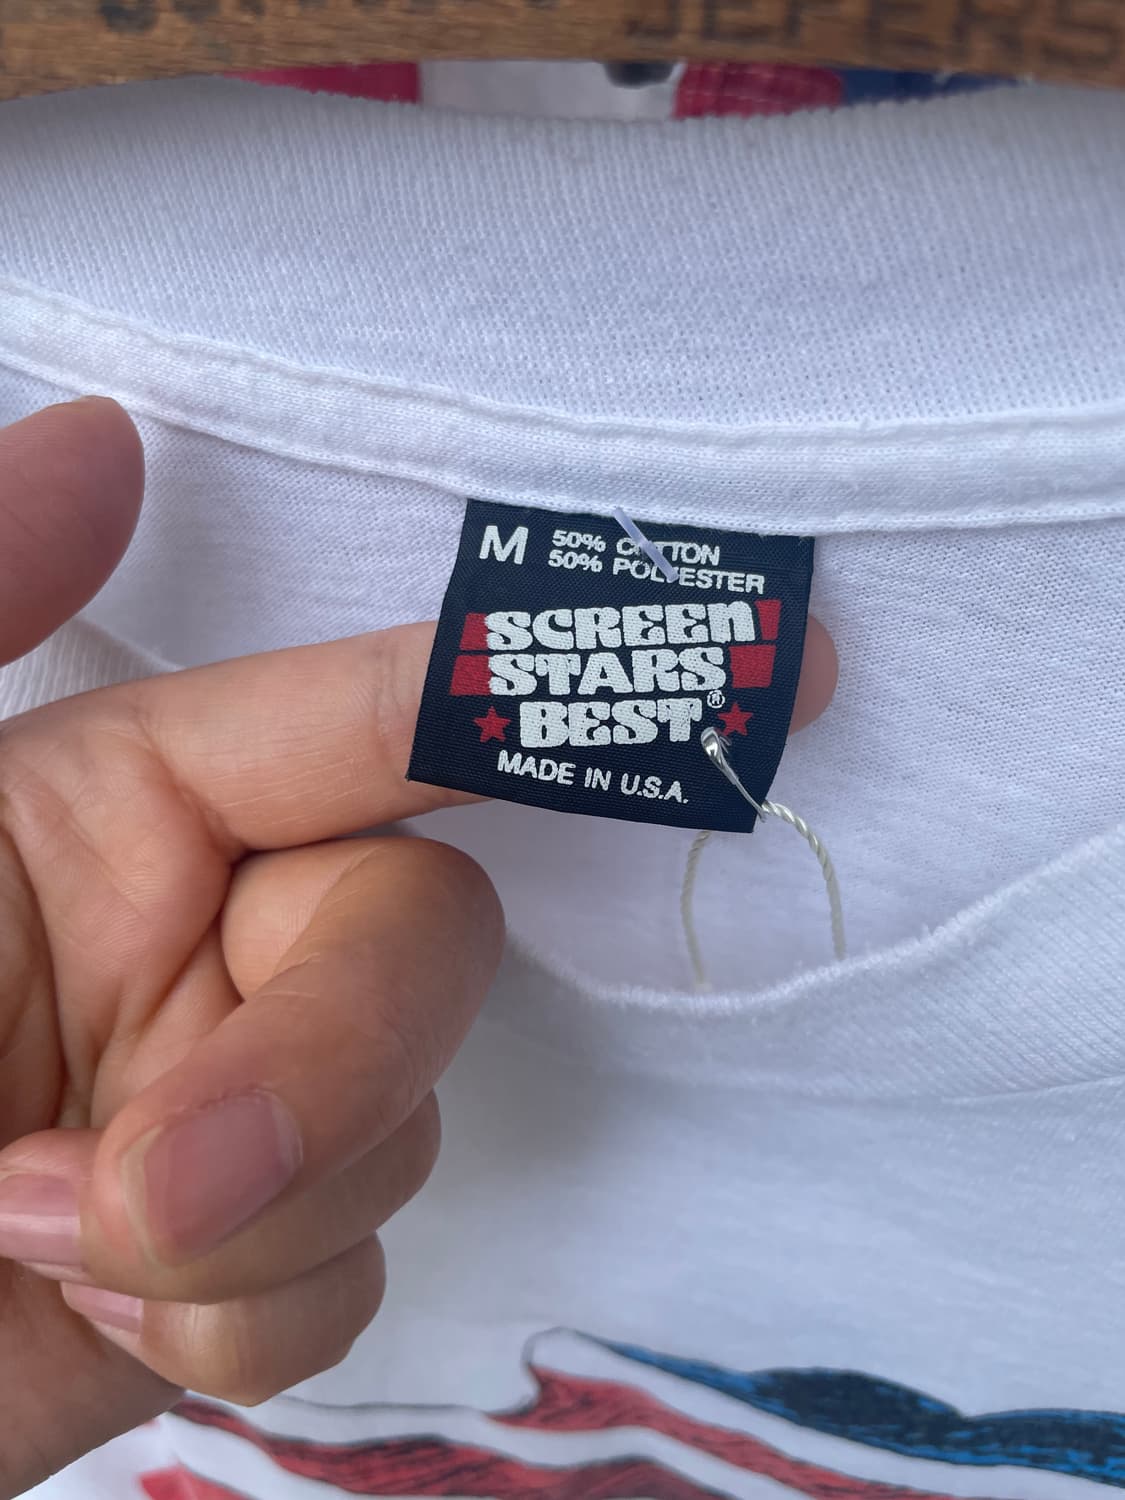 M 50% COTTON
50% POLYESTER
SCREEN
STARS
BEST®
MADE IN U.S.A.